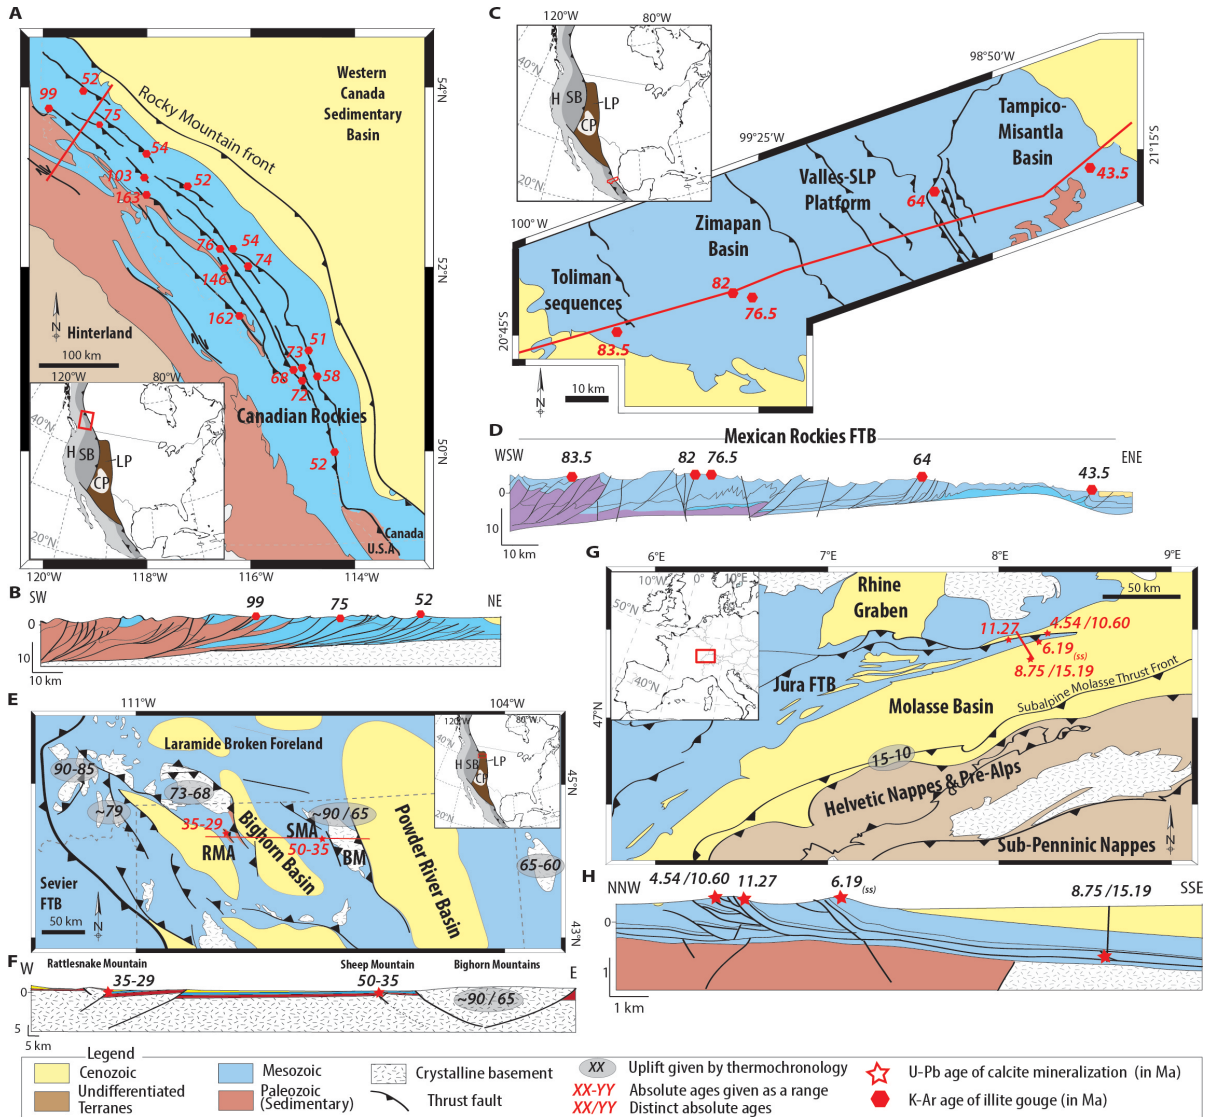 A
Western
Canada
Sedimentary
Basin
Rocky Mountain front
54°N
52°N
50°N
99
52
75
54
103
163
52
76
54
74
146
162
51
73
68
58
72
52
N
Hinterland
100 km
Canadian Rockies
Canada
U.S.A
120°W
80°W
40°N
20°N
H
SB
LP
CP
120°W
118°W
116°W
114°W
B
SW
NE
99
75
52
0
10
10 km
C
120°W
80°W
40°N
20°N
H
SB
LP
CP
98°50'W
99°25'W
100° W
21°15'S
20°45'S
Tampico-
Misantla
Basin
Valles-SLP
Platform
Zimapan
Basin
Toliman
sequences
43.5
64
82
76.5
83.5
N
10 km
D
Mexican Rockies FTB
WSW
ENE
83.5
82
76.5
64
43.5
0
10
10 km
E
111°W
104°W
45°N
43°N
Laramide Broken Foreland
120°W
80°W
40°N
20°N
H
SB
LP
CP
90-85
~79
73-68
~90/65
65-60
35-29
50-35
RMA
SMA
BM
Bighorn Basin
Powder River Basin
Sevier
FTB
50 km
N
F
W
E
Rattlesnake Mountain
Sheep Mountain
Bighorn Mountains
35-29
50-35
~90/65
0
5
5 km
G
6°E
7°E
8°E
9°E
47°N
10°W
0°
10°E
50°N
40°N
Rhine
Graben
50 km
11.27
4.54/10.60
6.19(ss)
8.75/15.19
Jura FTB
Molasse Basin
Subalpine Molasse Thrust Front
15-10
Helvetic Nappes & Pre-Alps
Sub-Penninic Nappes
N
H
NNW
SSE
4.54/10.60
11.27
6.19(ss)
8.75/15.19
0
1
1 km
Legend
Cenozoic
Undifferentiated
Terranes
Mesozoic
Paleozoic
(Sedimentary)
Crystalline basement
Thrust fault
XX
Uplift given by thermochronology
XX-YY
Absolute ages given as a range
XX/YY
Distinct absolute ages
U-Pb age of calcite mineralization (in Ma)
K-Ar age of illite gouge (in Ma)